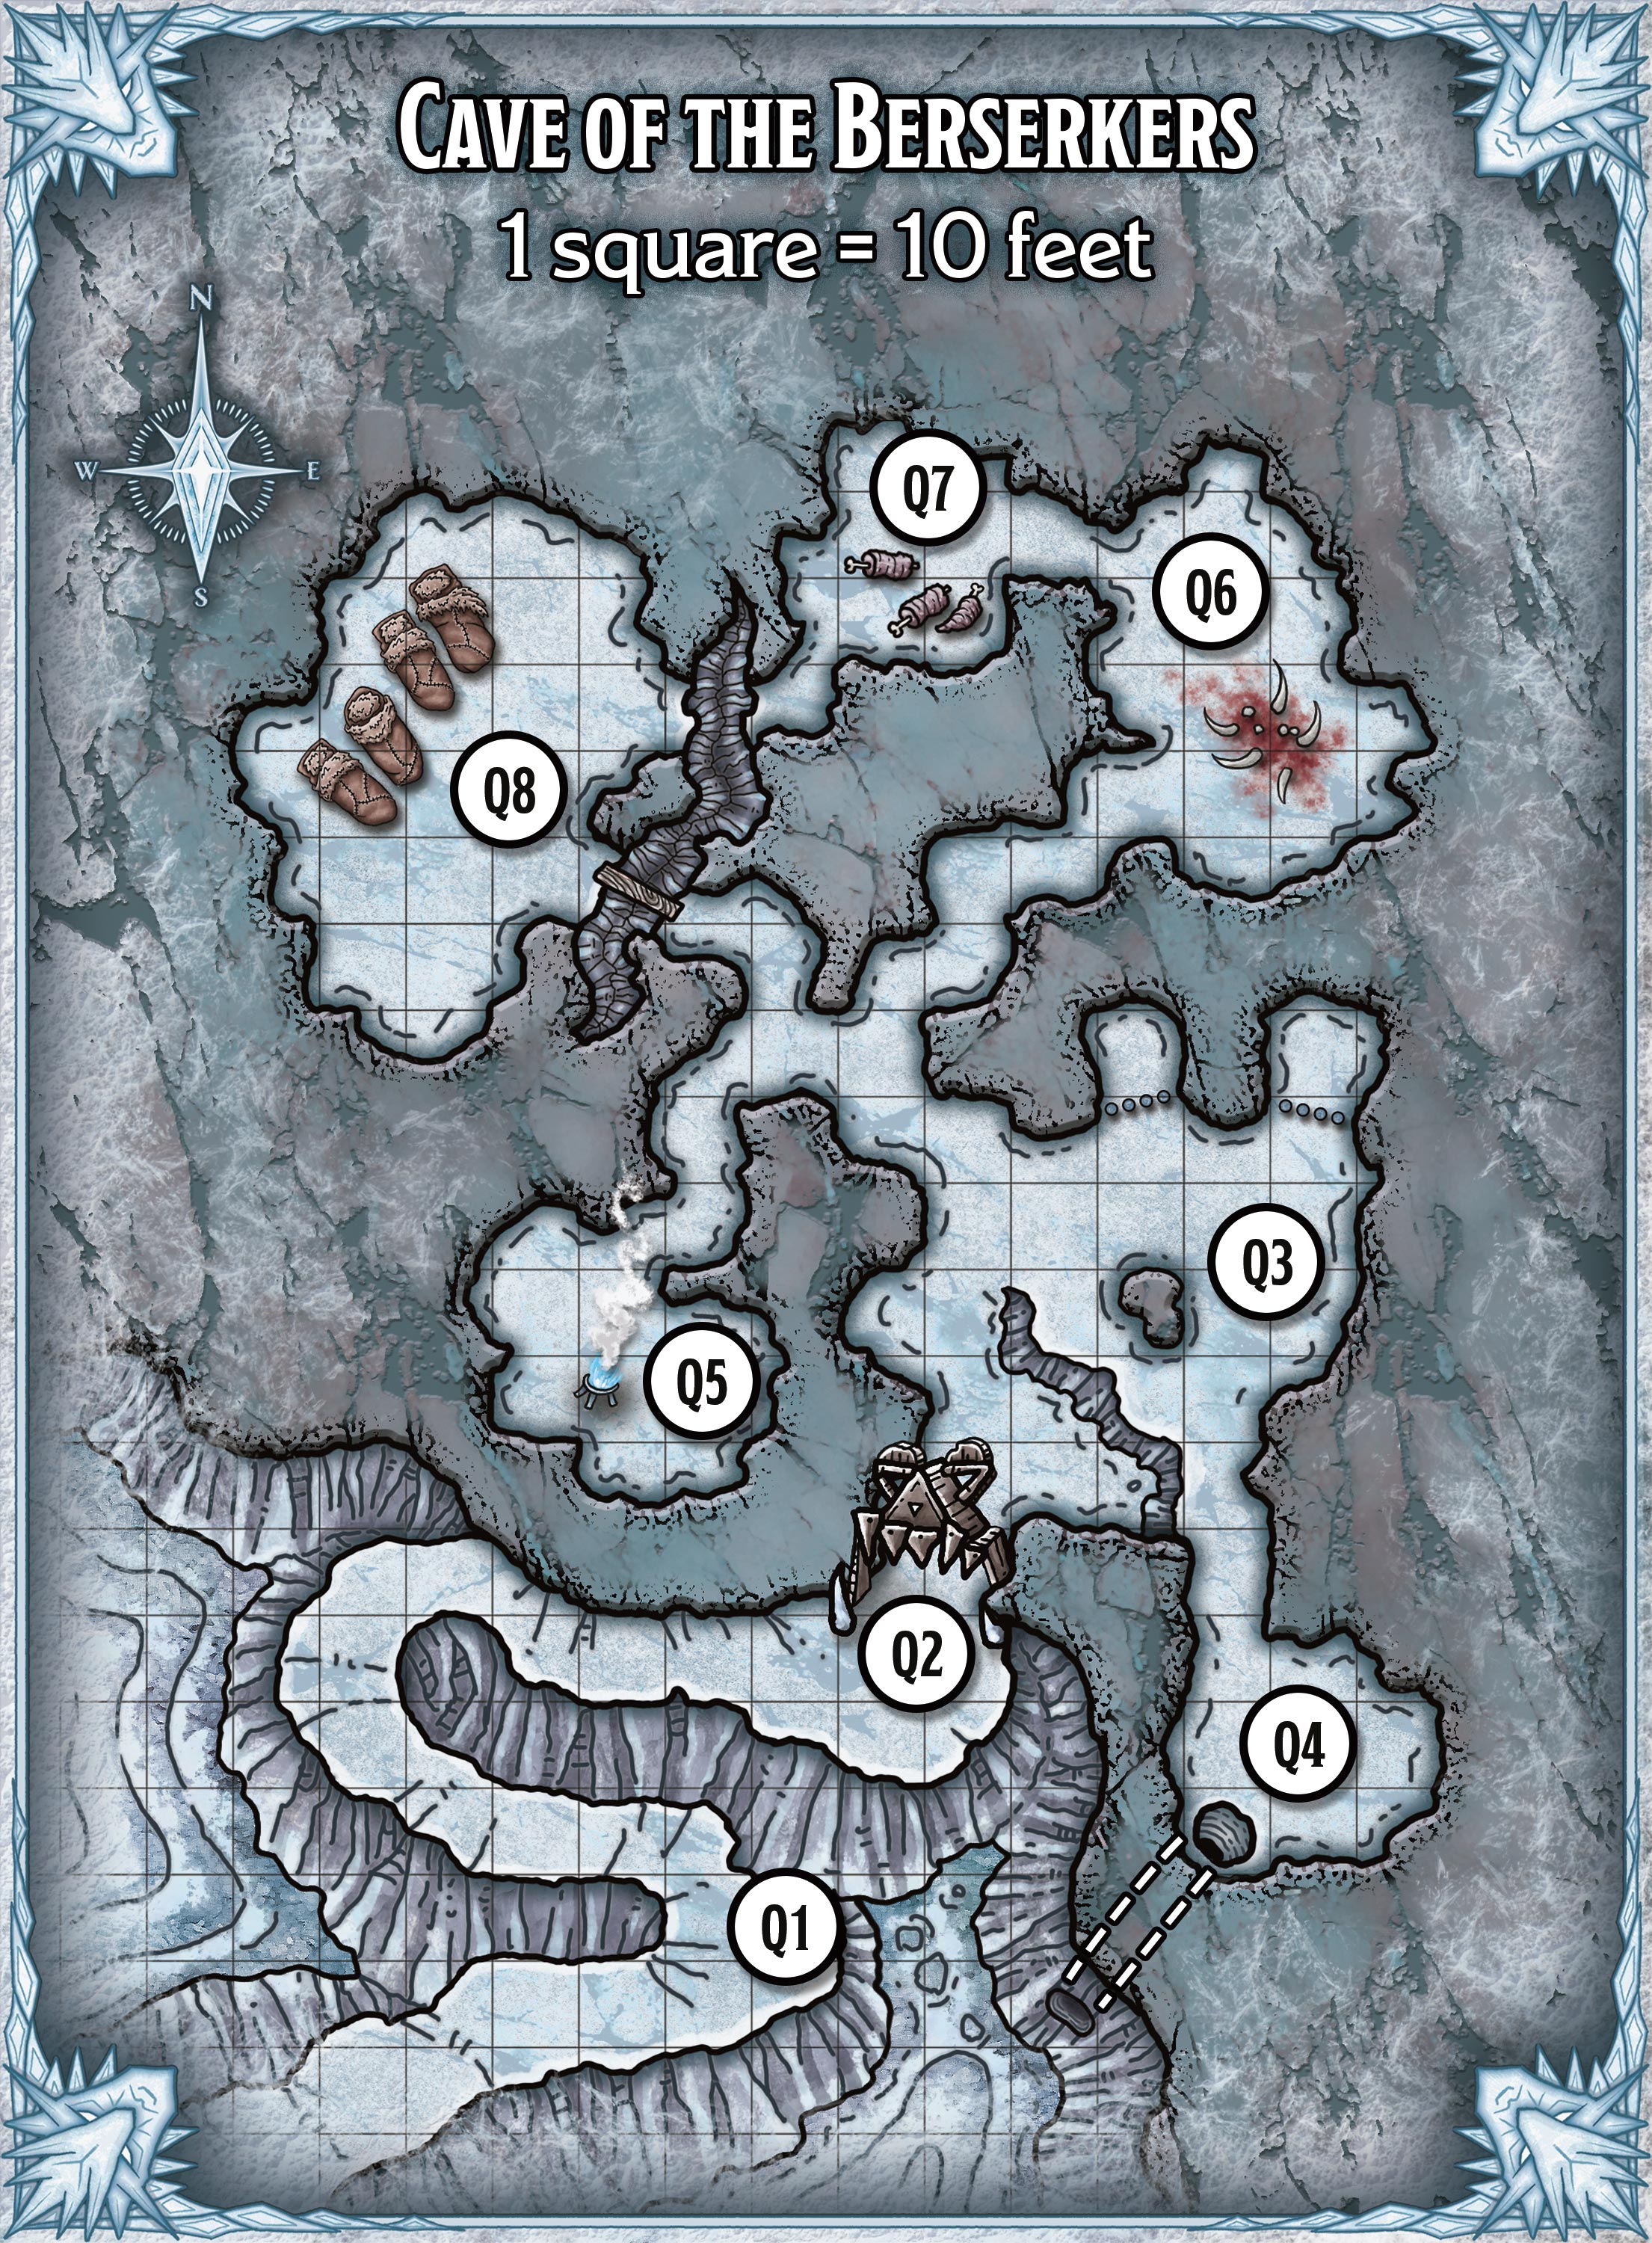 CAVE OF THE BERSERKERS
1 square = 10 feet
N
W E
S
Q7
Q6
Q8
Q3
Q5
Q2
Q4
Q1